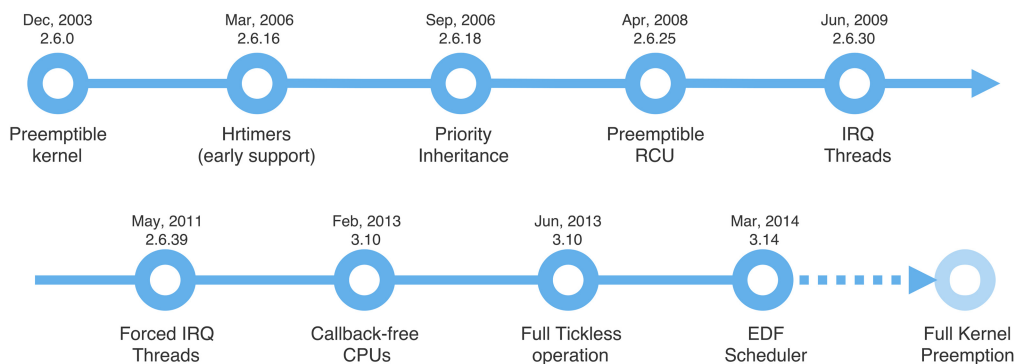 Dec, 2003
2.6.0
Mar, 2006
2.6.16
Sep, 2006
2.6.18
Apr, 2008
2.6.25
Jun, 2009
2.6.30
Preemptible
kernel
Hrtimers
(early support)
Priority
Inheritance
Preemptible
RCU
IRQ
Threads
May, 2011
2.6.39
Feb, 2013
3.10
Jun, 2013
3.10
Mar, 2014
3.14
Forced IRQ
Threads
Callback-free
CPUs
Full Tickless
operation
EDF
Scheduler
Full Kernel
Preemption